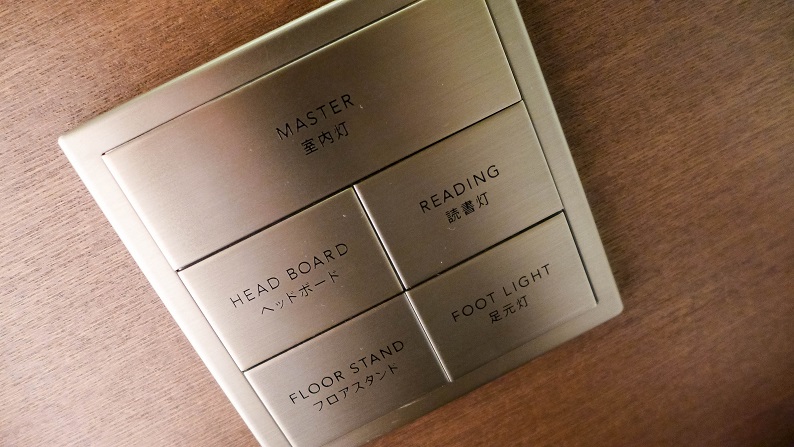 MASTER
室内灯
HEAD BOARD
ヘッドボード
READING
読書灯
FLOOR STAND
フロアスタンド
FOOT LIGHT
足元灯